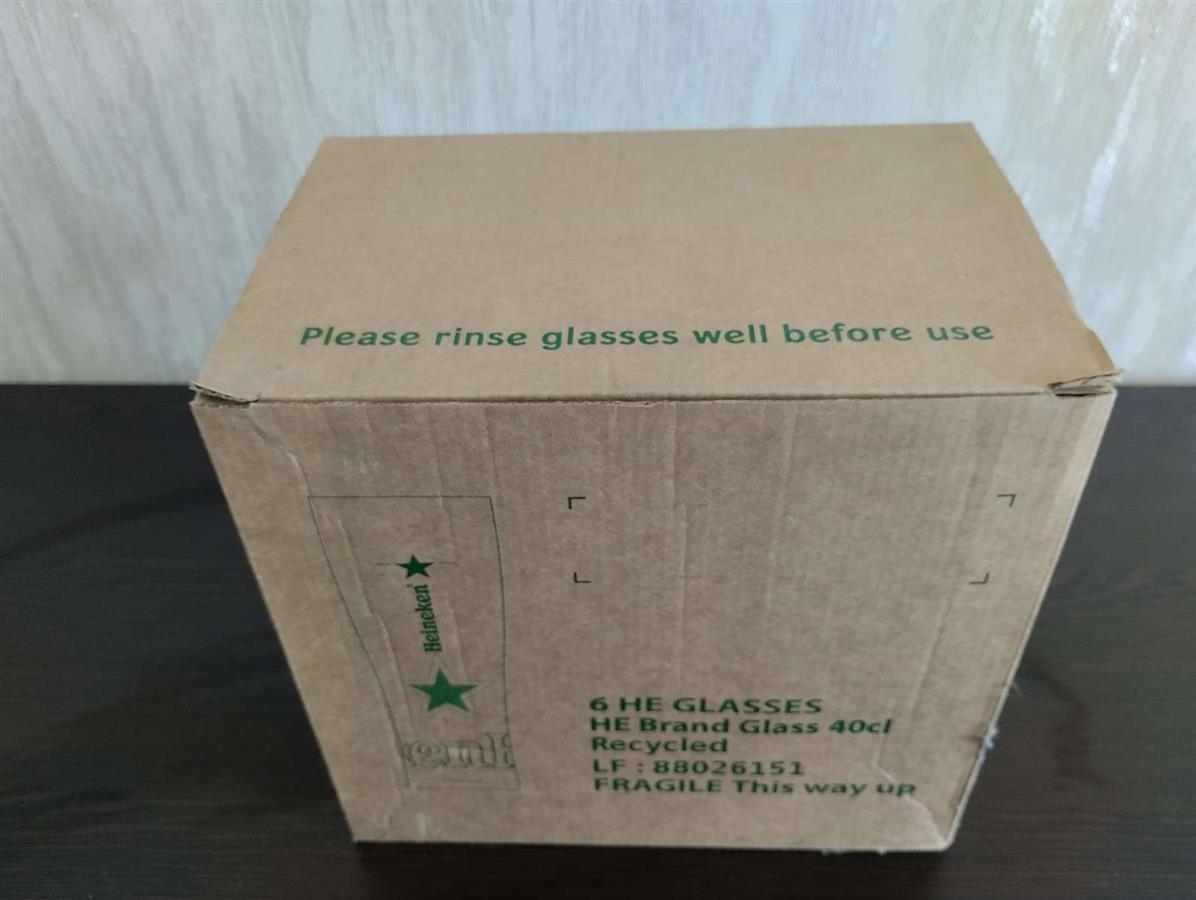 Please rinse glasses well before use
Heineken®
6 HE GLASSES
HE Brand Glass 40cl
Recycled
LF : 88026151
FRAGILE This way up